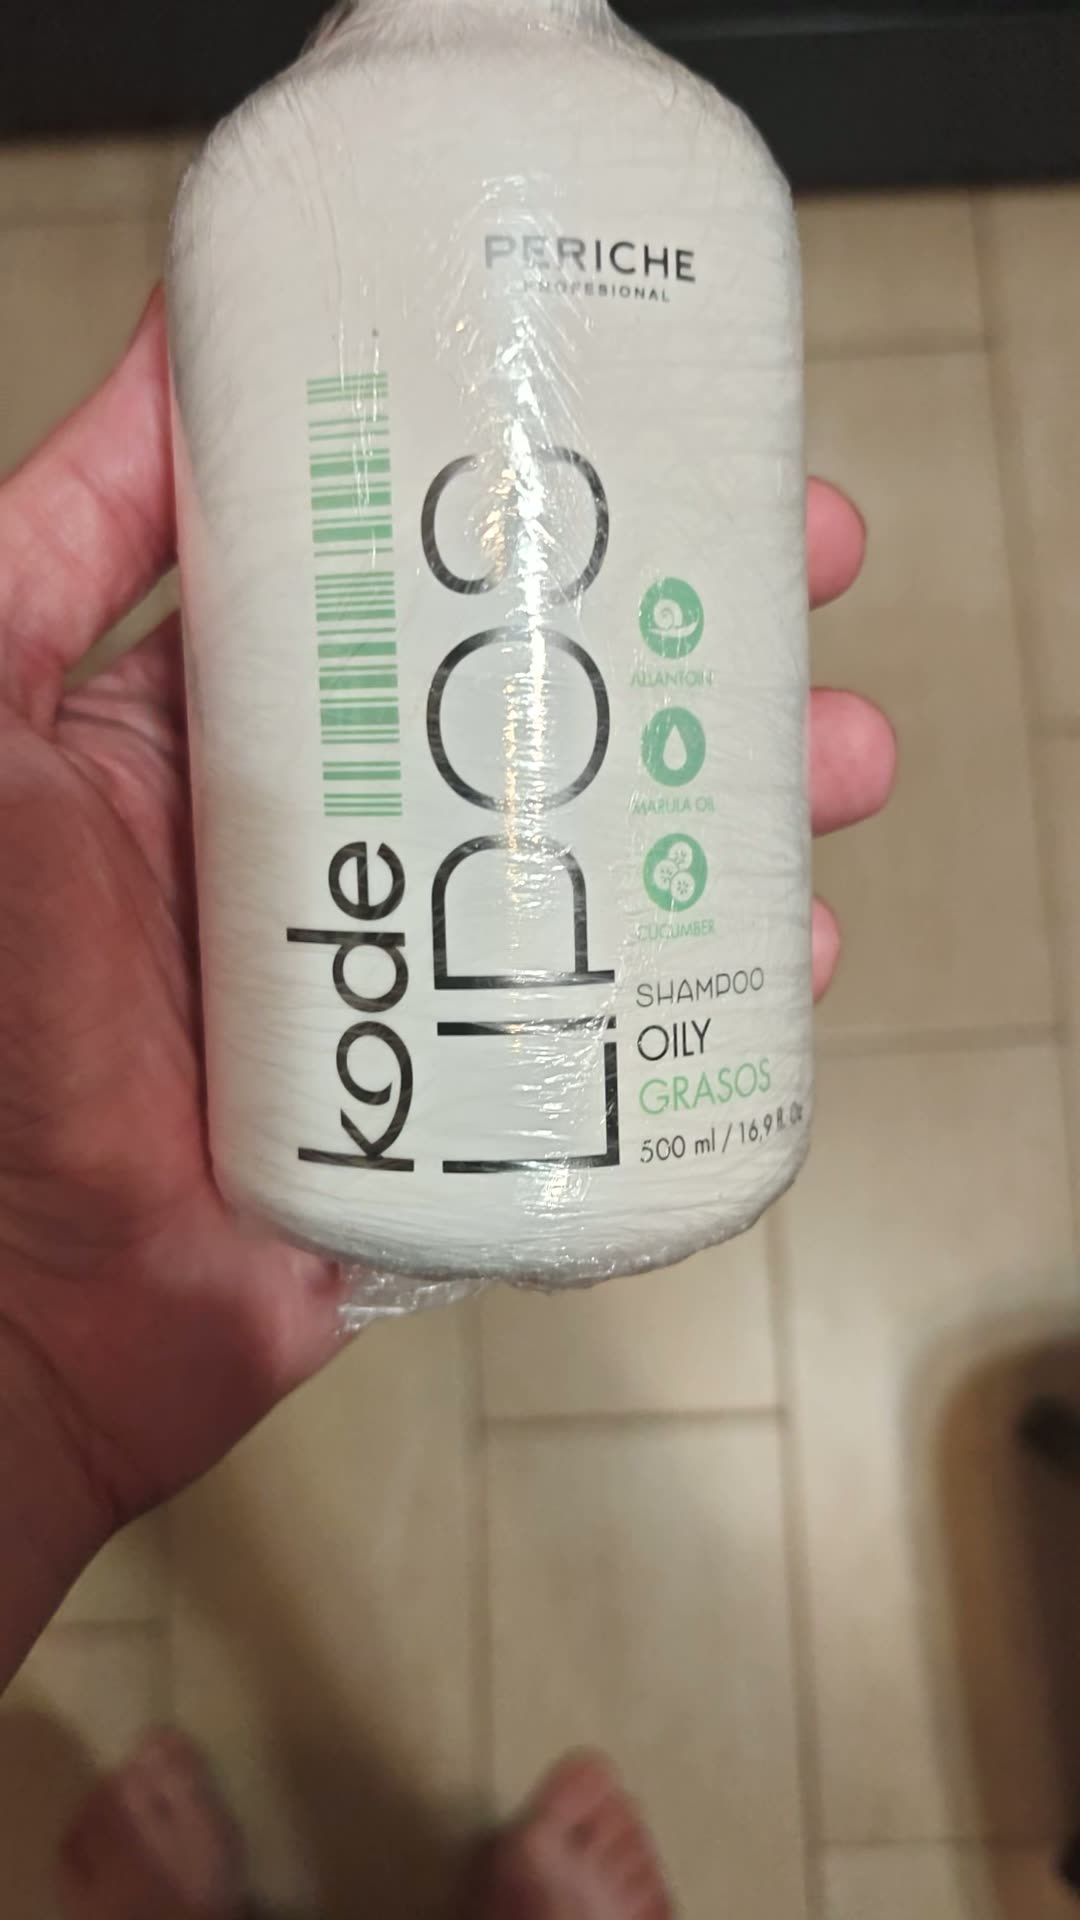 PERICHE
PROFESIONAL
kode
LIPOS
ALLANTOIN
MARULA OIL
CUCUMBER
SHAMPOO
OILY
GRASOS
500 ml / 16,9 fl. Oz